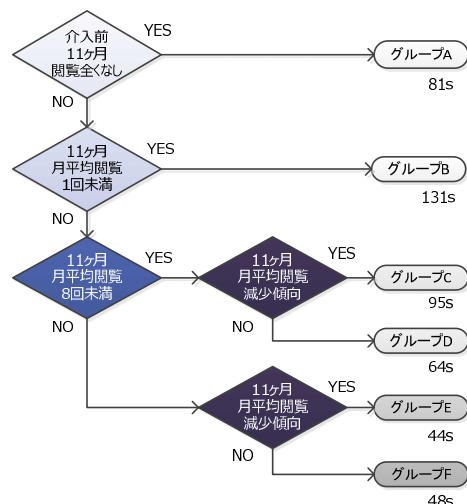 介入前
11ヶ月
閲覧全くなし
YES
グループA
81s
NO
11ヶ月
月平均閲覧
1回未満
YES
グループB
131s
NO
11ヶ月
月平均閲覧
8回未満
YES
11ヶ月
月平均閲覧
減少傾向
YES
グループC
95s
NO
グループD
64s
NO
11ヶ月
月平均閲覧
減少傾向
YES
グループE
44s
NO
グループF
48s